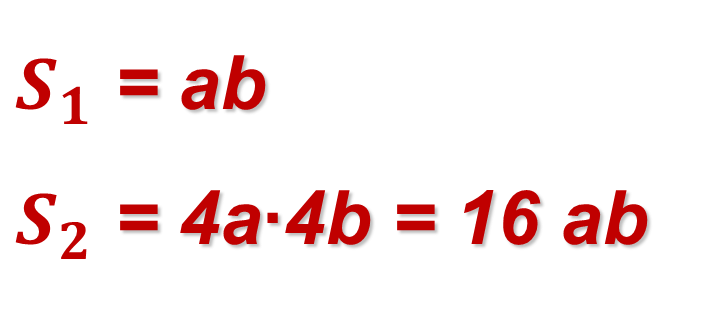 S₁ = ab
S₂ = 4a·4b = 16 ab